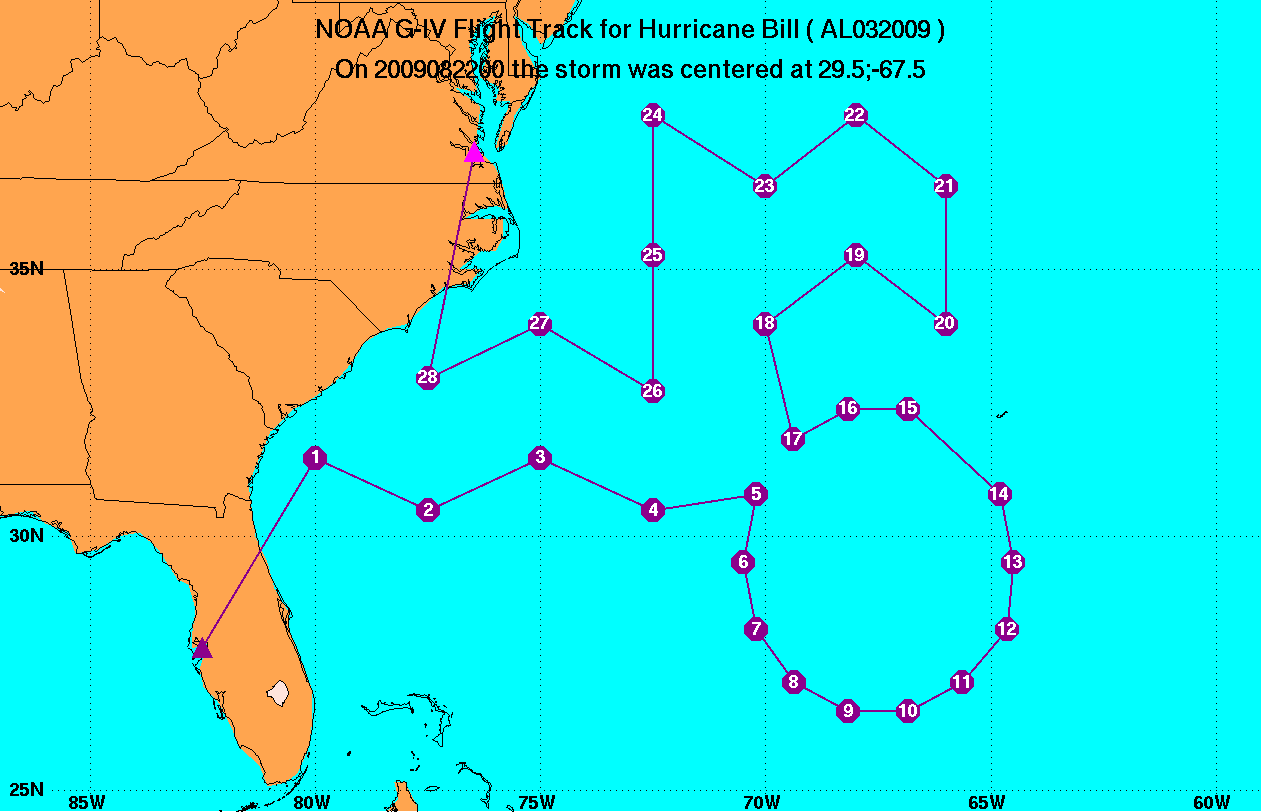 NOAA G-IV Flight Track for Hurricane Bill ( AL032009 )
On 2009082200 the storm was centered at 29.5;-67.5
24
22
23
21
25
19
35N
27
18
20
28
26
16
15
17
1
3
5
14
2
4
30N
6
13
7
12
8
11
9
10
25N
85W
80W
75W
70W
65W
60W